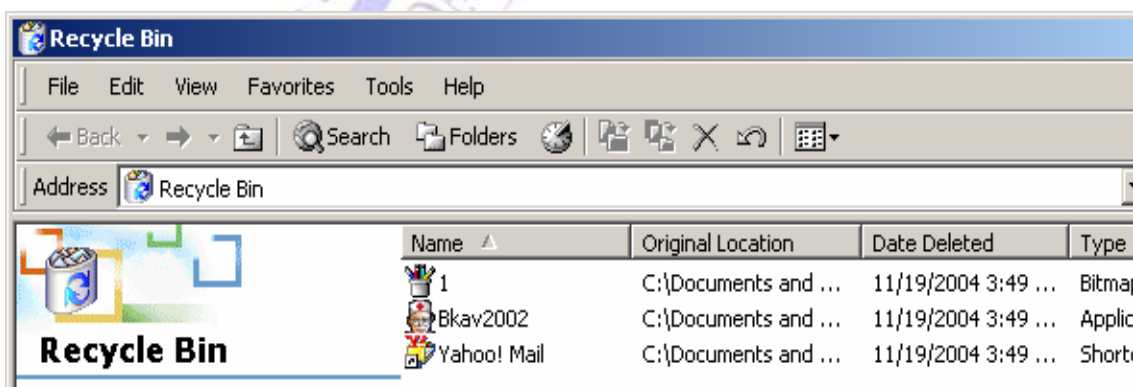 Recycle Bin
File Edit View Favorites Tools Help
Back Search Folders
Address Recycle Bin
Name Original Location Date Deleted Type
1 C:\Documents and ... 11/19/2004 3:49 ... Bitmap
Bkav2002 C:\Documents and ... 11/19/2004 3:49 ... Applic
Yahoo! Mail C:\Documents and ... 11/19/2004 3:49 ... Shortc
Recycle Bin